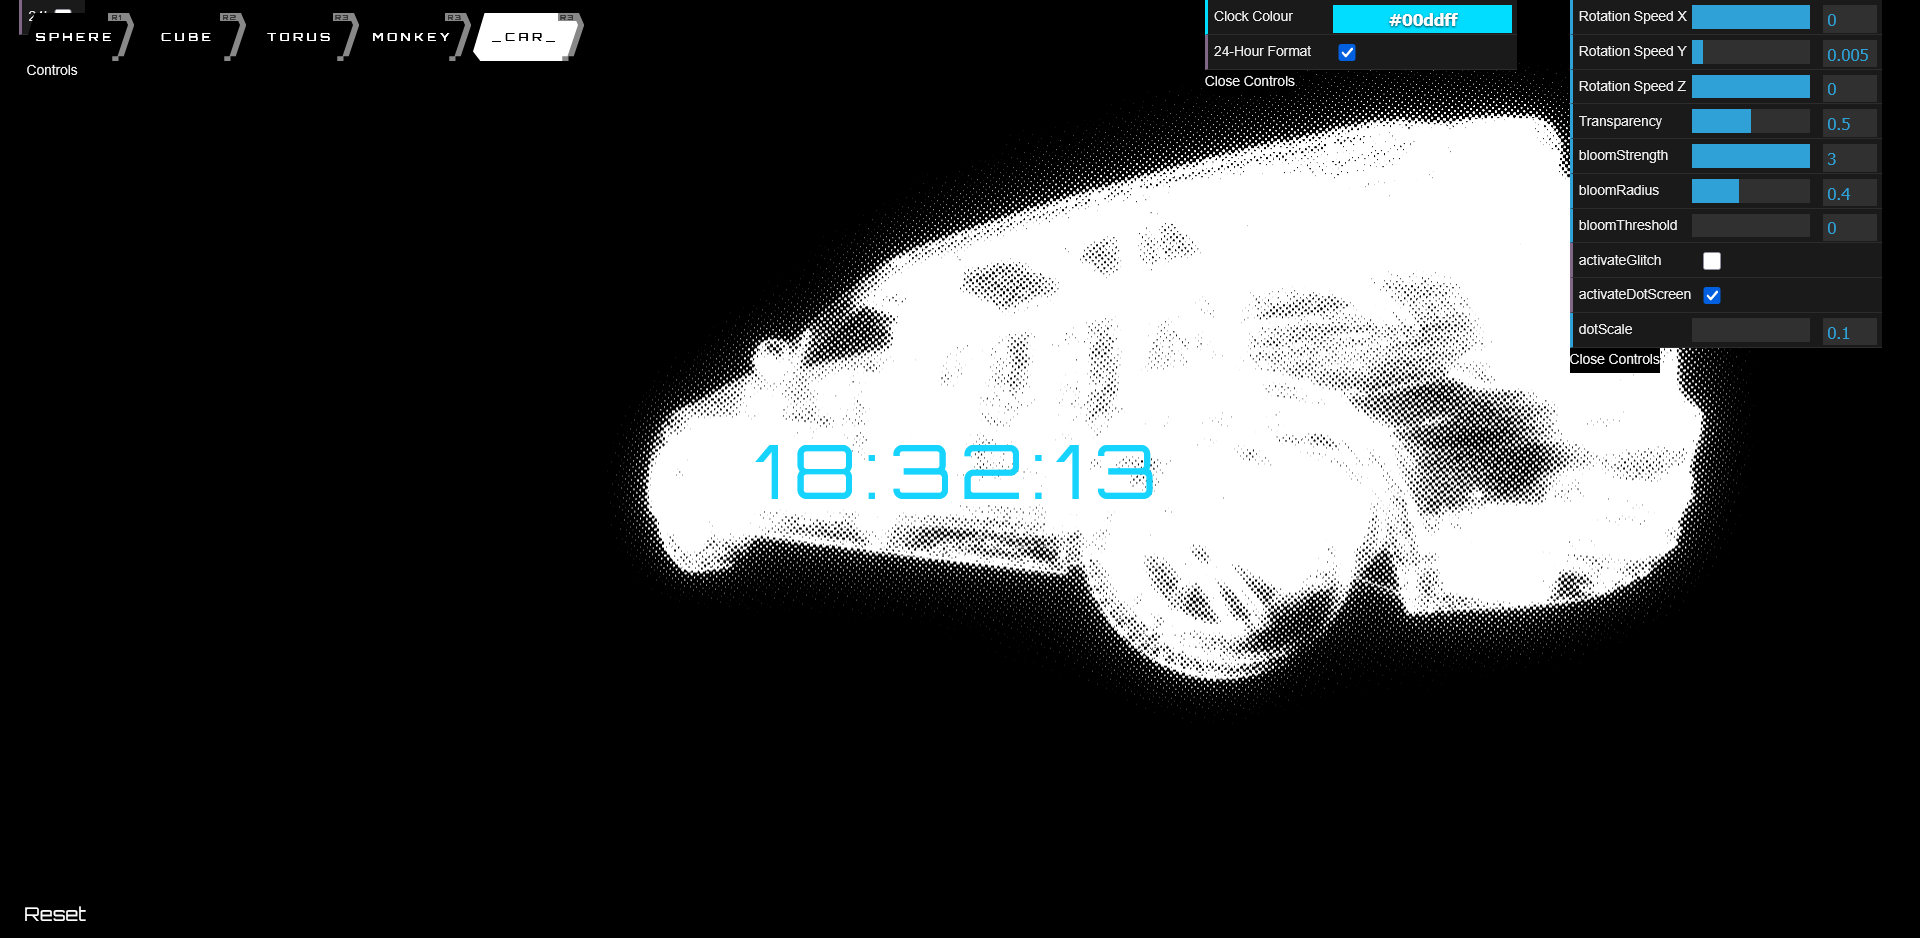 R1
R2
R3
R3
R3
SPHERE
CUBE
TORUS
MONKEY
_CAR_
Controls
Clock Colour
#00ddff
24-Hour Format
Close Controls
Rotation Speed X
0
Rotation Speed Y
0.005
Rotation Speed Z
0
Transparency
0.5
bloomStrength
3
bloomRadius
0.4
bloomThreshold
0
activateGlitch
activateDotScreen
dotScale
0.1
Close Controls
18:32:13
Reset